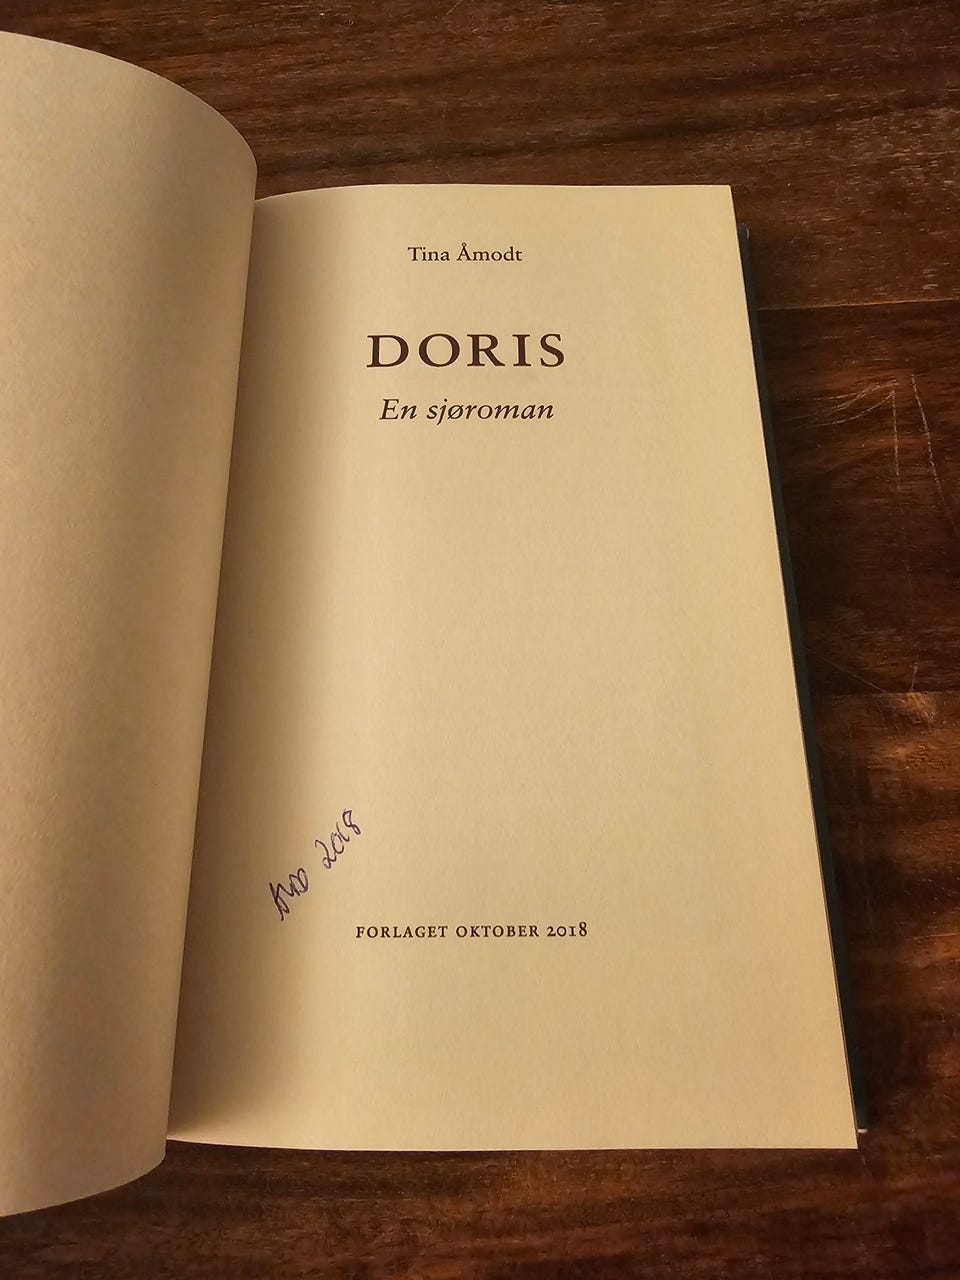 Tina Åmodt
DORIS
En sjøroman
2018
FORLAGET OKTOBER 2018